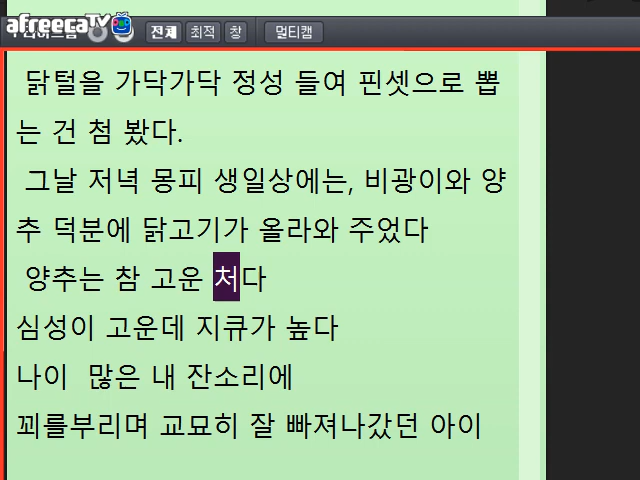 afreecaTV
전체 최적 창 멀티캠
닭털을 가닥가닥 정성 들여 핀셋으로 뽑
는 건 첨 봤다.
그날 저녁 몽피 생일상에는, 비광이와 양
추 덕분에 닭고기가 올라와 주었다
양추는 참 고운 처다
심성이 고운데 지큐가 높다
나이 많은 내 잔소리에
꾀를부리며 교묘히 잘 빠져나갔던 아이